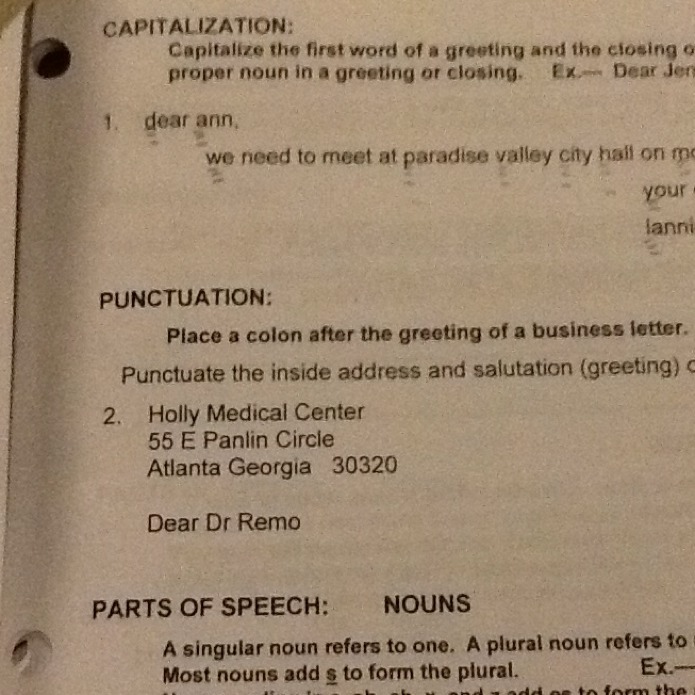 CAPITALIZATION:
Capitalize the first word of a greeting and the closing
proper noun in a greeting or closing. Ex.— Dear
1. dear ann,
we need to meet at paradise valley city hall on
your
PUNCTUATION:
Place a colon after the greeting of a business letter.
Punctuate the inside address and salutation (greeting)
2. Holly Medical Center
55 E Panlin Circle
Atlanta Georgia 30320
Dear Dr Remo
PARTS OF SPEECH: NOUNS
A singular noun refers to one. A plural noun refers to
Most nouns add s to form the plural. Ex.—